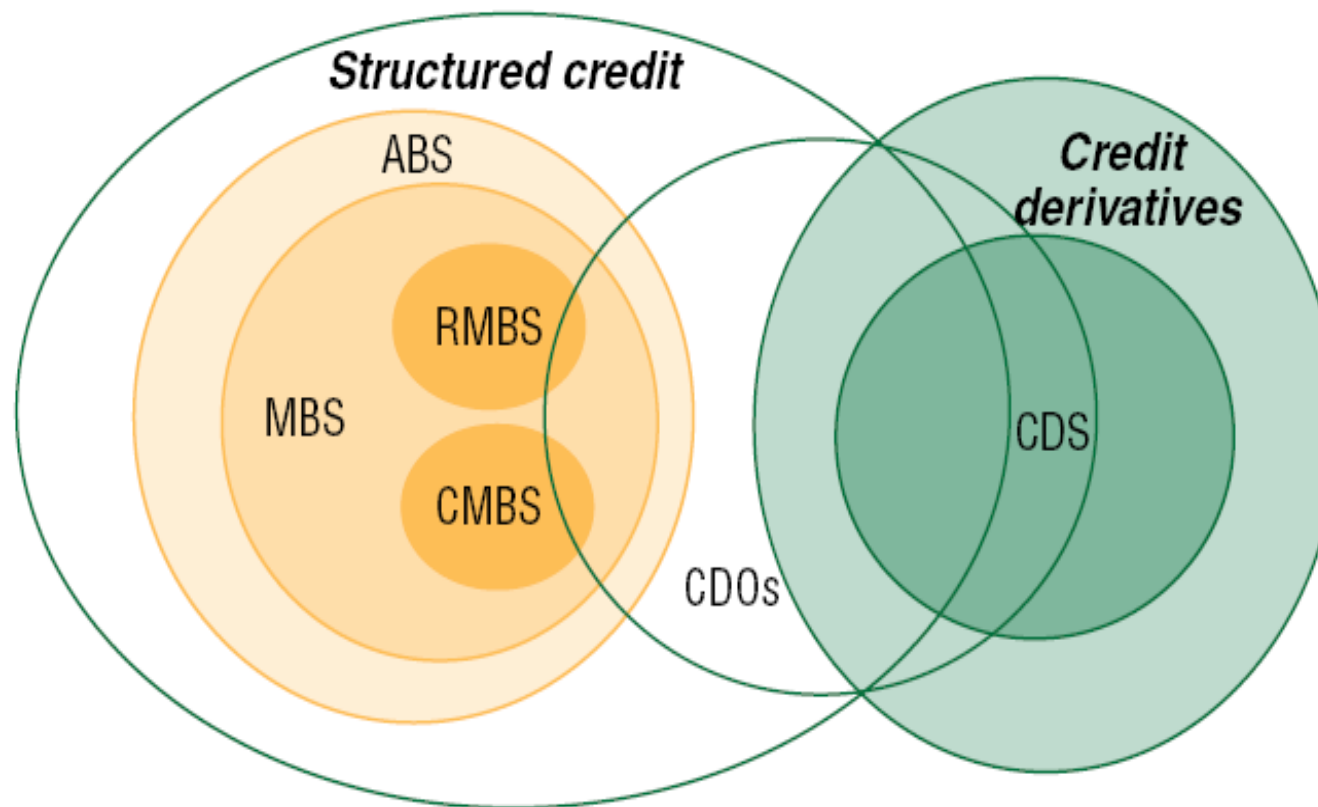 Structured credit
ABS
Credit
derivatives
RMBS
MBS
CDS
CMBS
CDOs